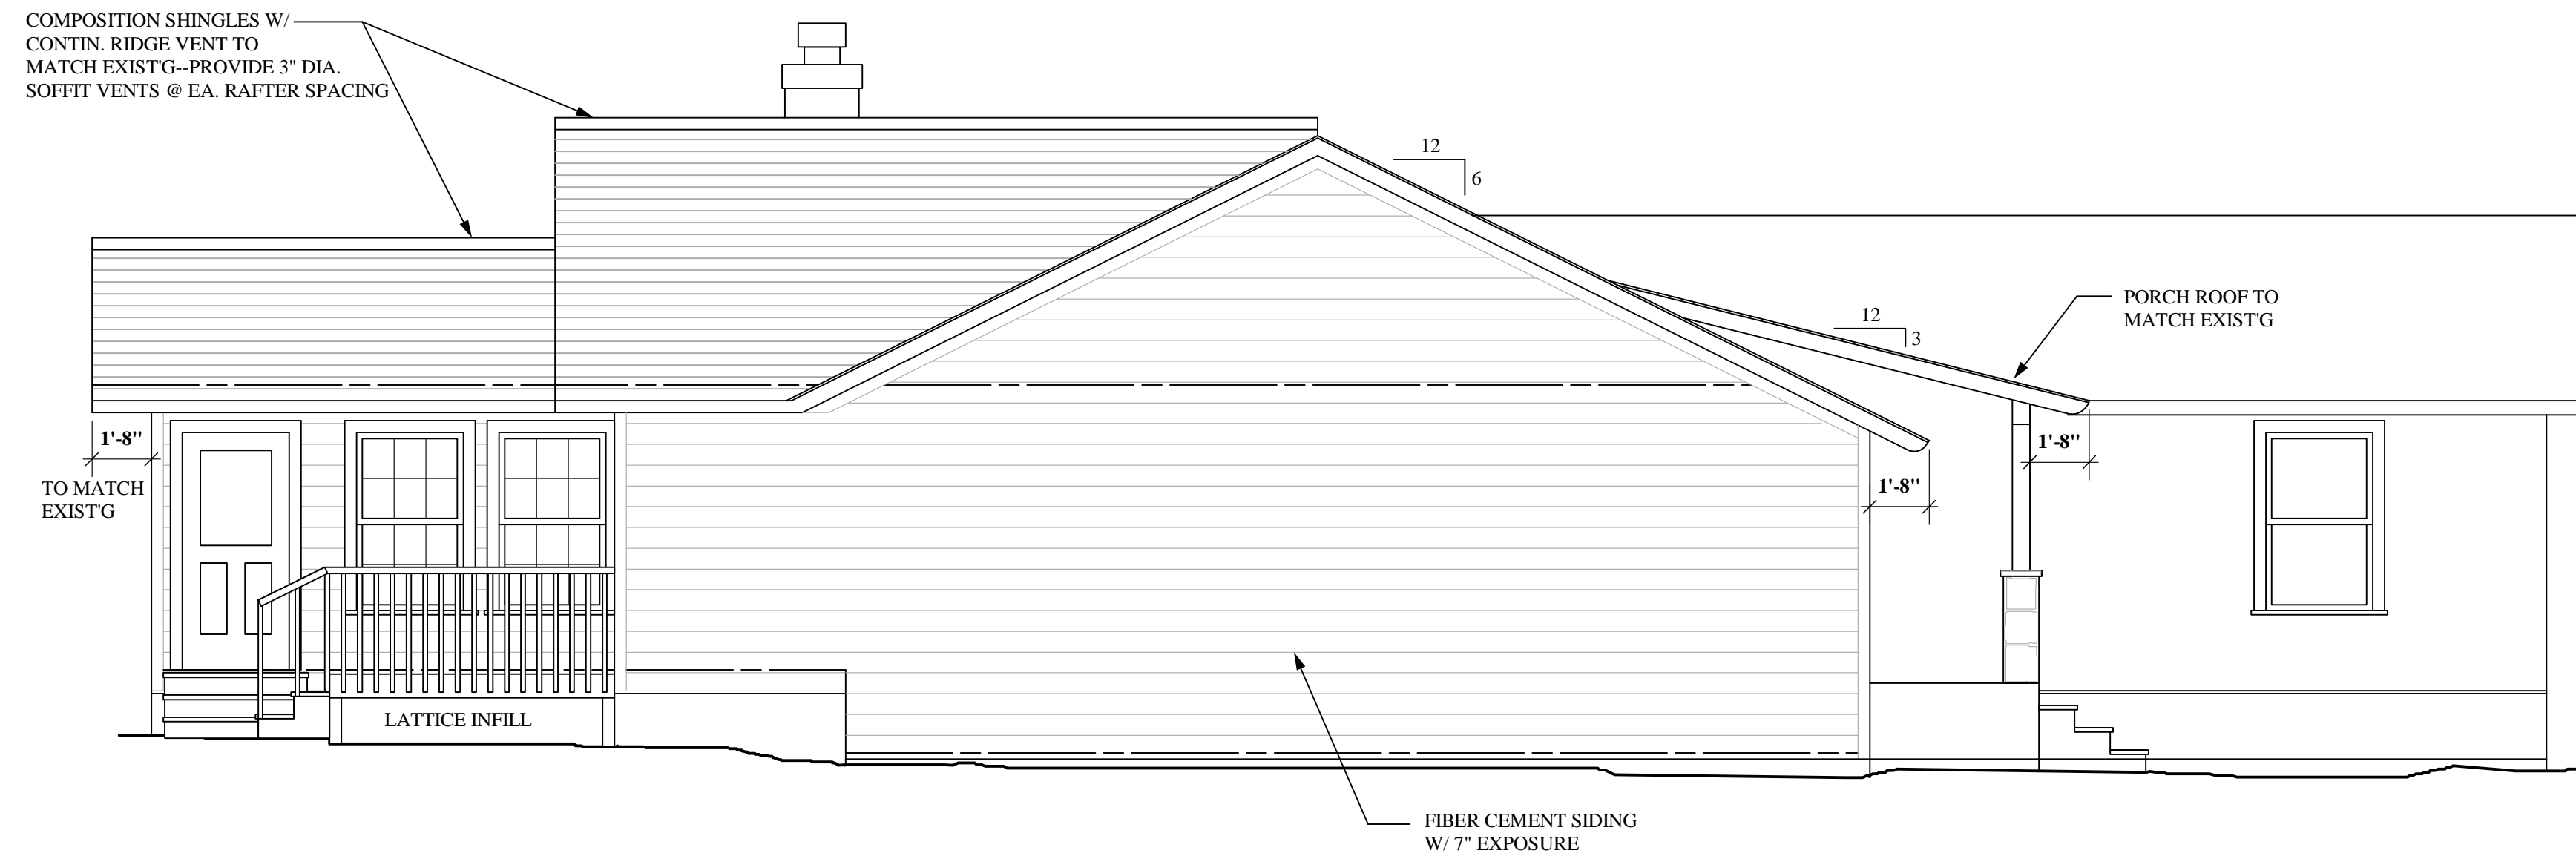 COMPOSITION SHINGLES W/
CONTIN. RIDGE VENT TO
MATCH EXIST'G--PROVIDE 3" DIA.
SOFFIT VENTS @ EA. RAFTER SPACING
12
6
12
3
PORCH ROOF TO
MATCH EXIST'G
1'-8"
TO MATCH
EXIST'G
1'-8"
1'-8"
LATTICE INFILL
FIBER CEMENT SIDING
W/ 7" EXPOSURE